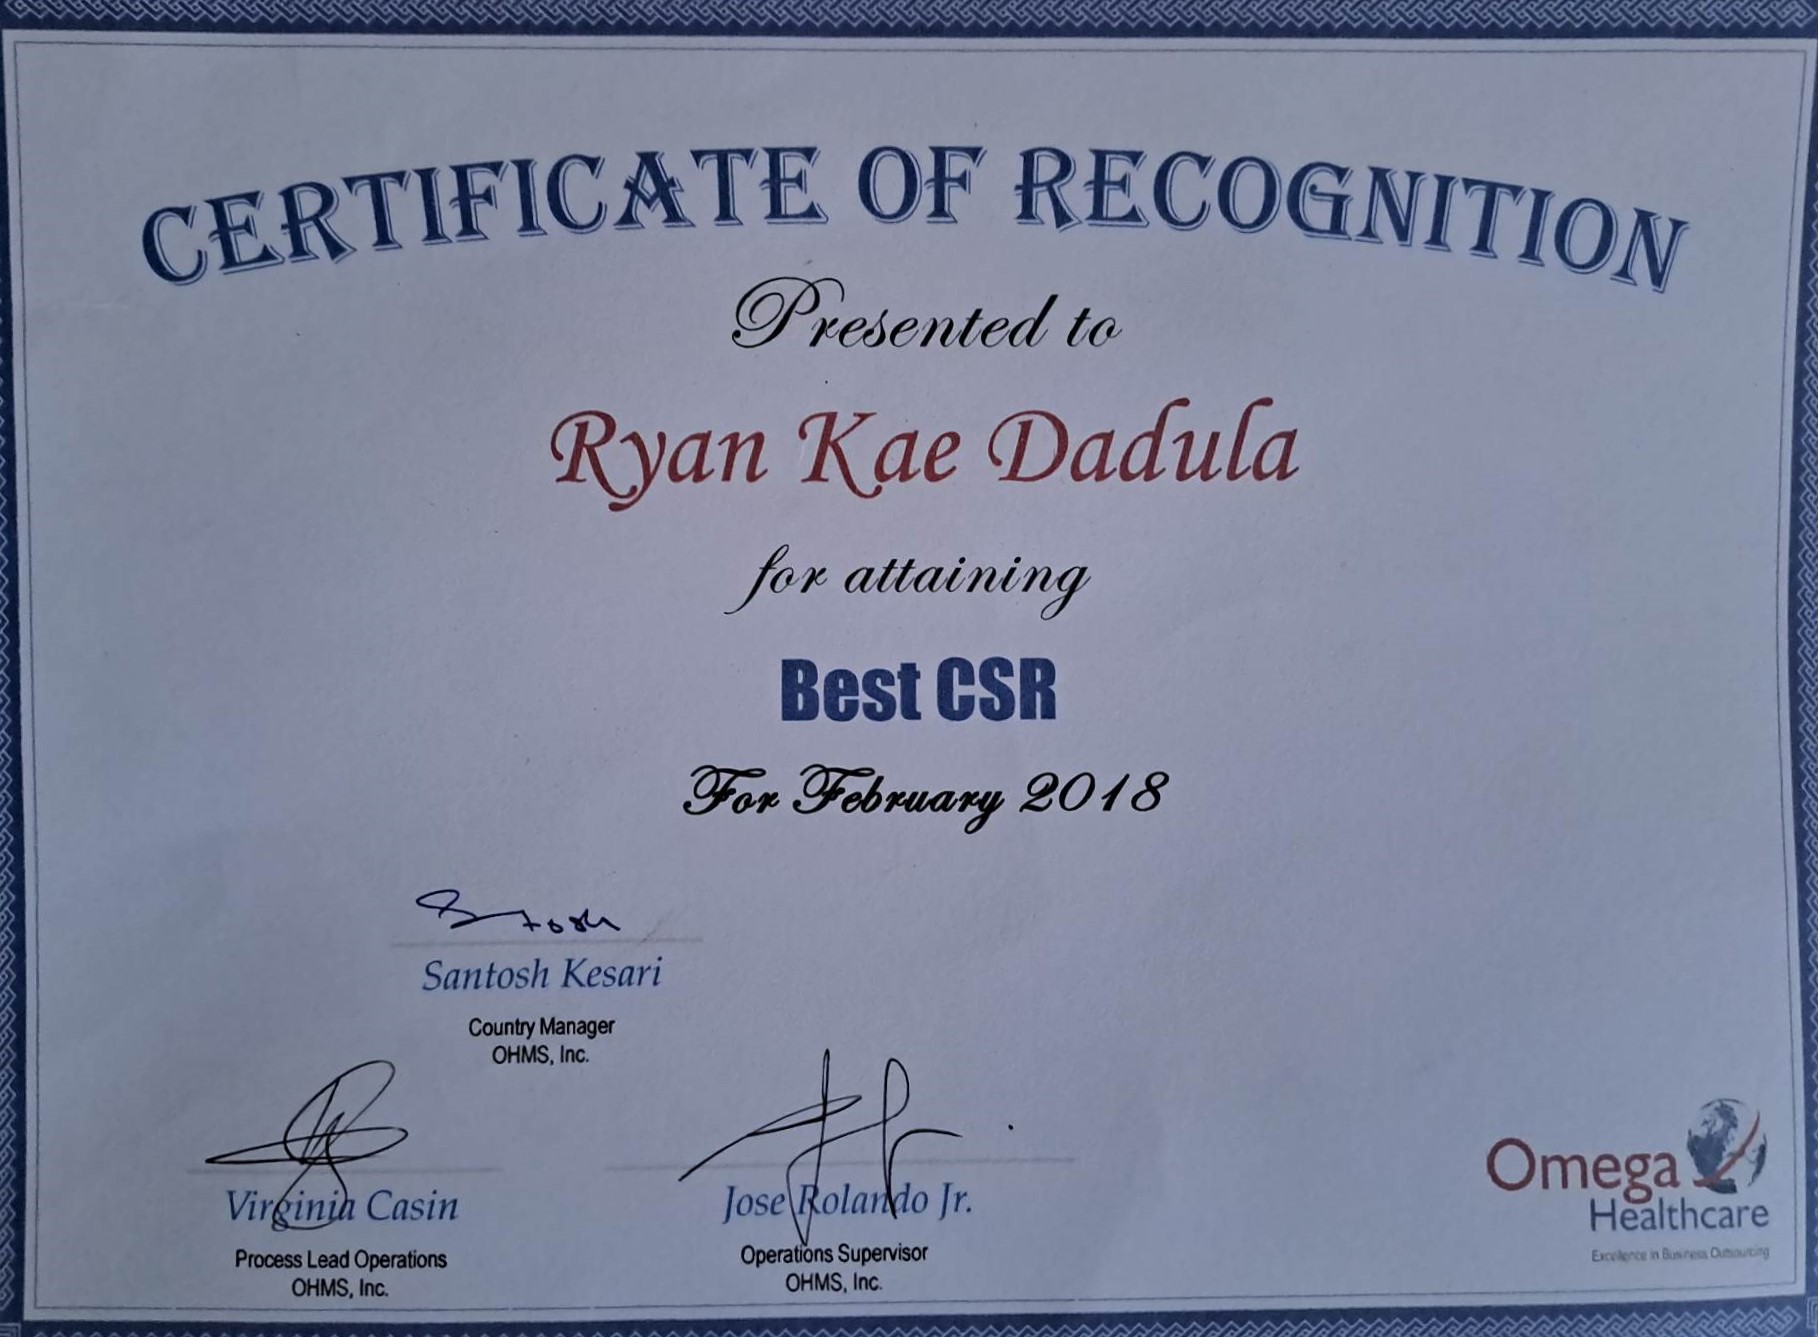 CERTIFICATE OF RECOGNITION
Presented to
Ryan Kae Dadula
for attaining
Best CSR
For February 2018
Santosh Kesari
Country Manager
OHMS, Inc.
Virginia Casin
Process Lead Operations
OHMS, Inc.
Jose Rolando Jr.
Operations Supervisor
OHMS, Inc.
Omega
Healthcare
Excellence in Business Outsourcing